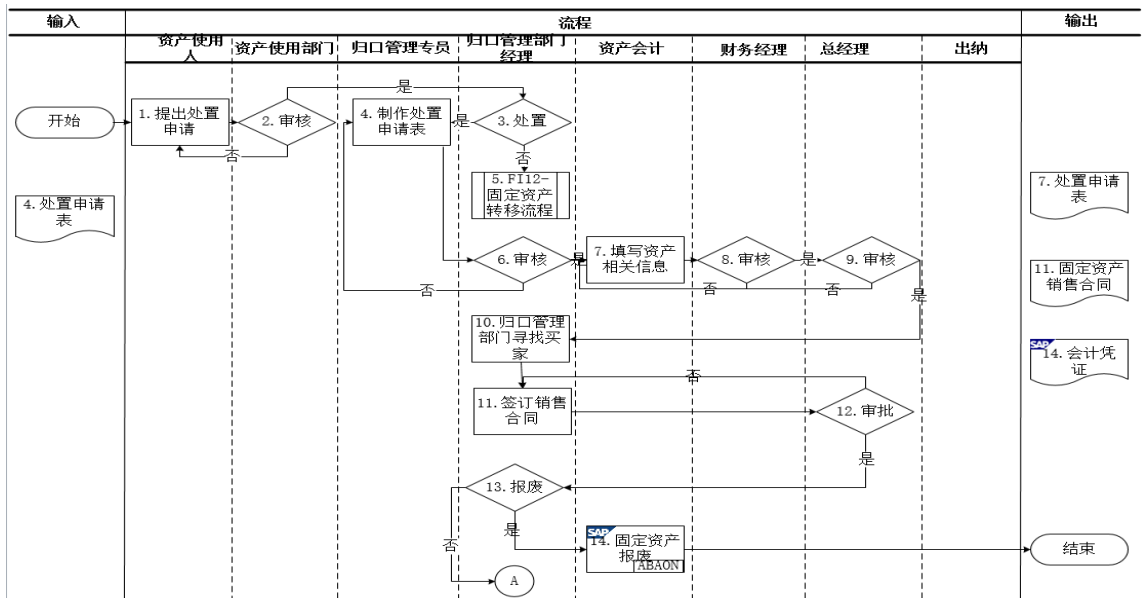 输入
流程
输出
资产使用
人
资产使用部门
归口管理专员
归口管理部门
经理
资产会计
财务经理
总经理
出纳
是
开始
1.提出处置
申请
2.审核
4.制作处置
申请表
是
3.处置
否
否
5.FI12-
固定资产
转移流程
4.处置申请
表
7.处置申请
表
6.审核
是
7.填写资产
相关信息
8.审核
是
9.审核
否
否
否
是
11.固定资产
销售合同
10.归口管理
部门寻找买
家
SAP
14.会计凭
证
否
11.签订销售
合同
12.审批
是
13.报废
是
否
SAP
14.固定资产
报废
ABAON
结束
A